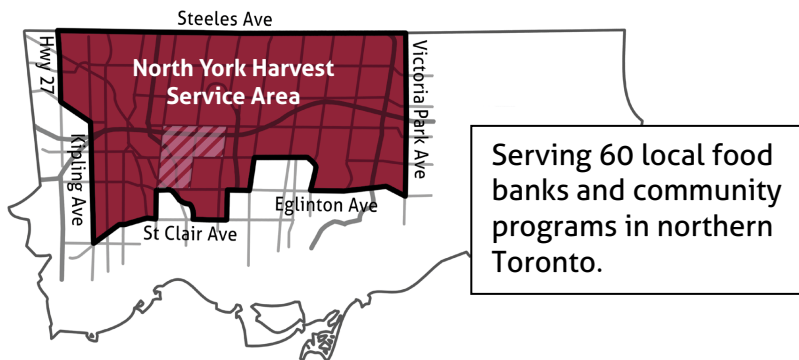 Steeles Ave
Hwy 27
North York Harvest
Service Area
Victoria Park Ave
Kipling Ave
Eglinton Ave
St Clair Ave
Serving 60 local food
banks and community
programs in northern
Toronto.